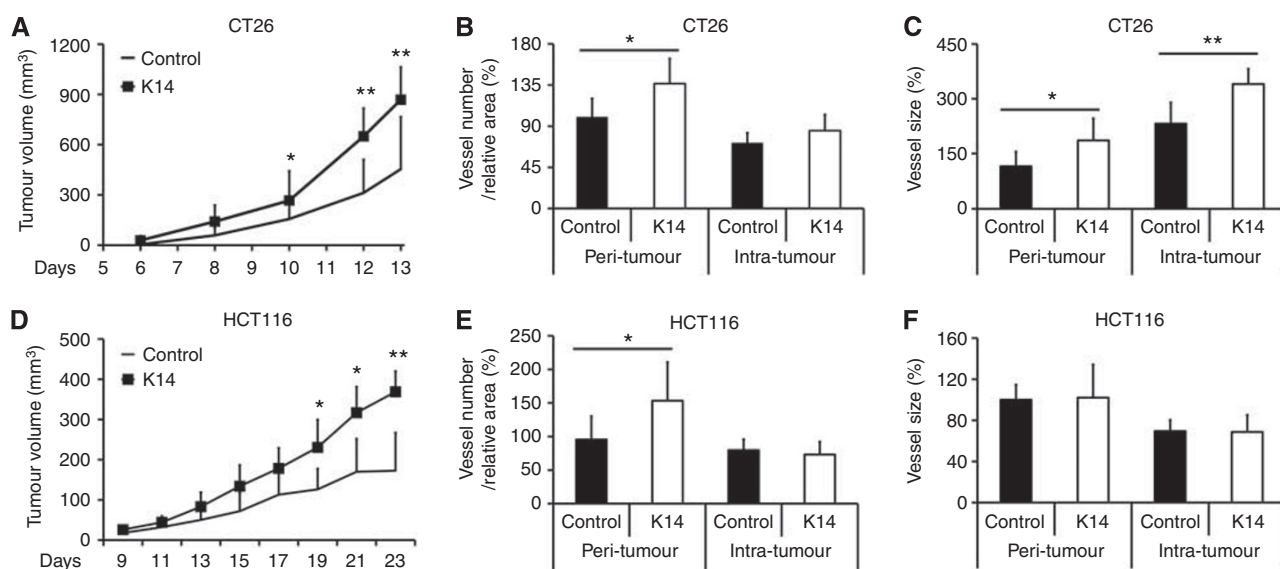 A
CT26
Control
K14
Tumour volume (mm³)
1200
900
600
300
0
*
**
**
Days 5 6 7 8 9 10 11 12 13
B
CT26
Vessel number
/relative area (%)
180
135
90
45
0
*
Control K14 Control K14
Peri-tumour Intra-tumour
C
CT26
Vessel size (%)
450
300
150
0
*
**
Control K14 Control K14
Peri-tumour Intra-tumour
D
HCT116
Control
K14
Tumour volume (mm³)
500
400
300
200
100
0
*
*
**
Days 9 11 13 15 17 19 21 23
E
HCT116
Vessel number
/relative area (%)
250
200
150
100
50
0
*
Control K14 Control K14
Peri-tumour Intra-tumour
F
HCT116
Vessel size (%)
160
120
80
40
0
Control K14 Control K14
Peri-tumour Intra-tumour